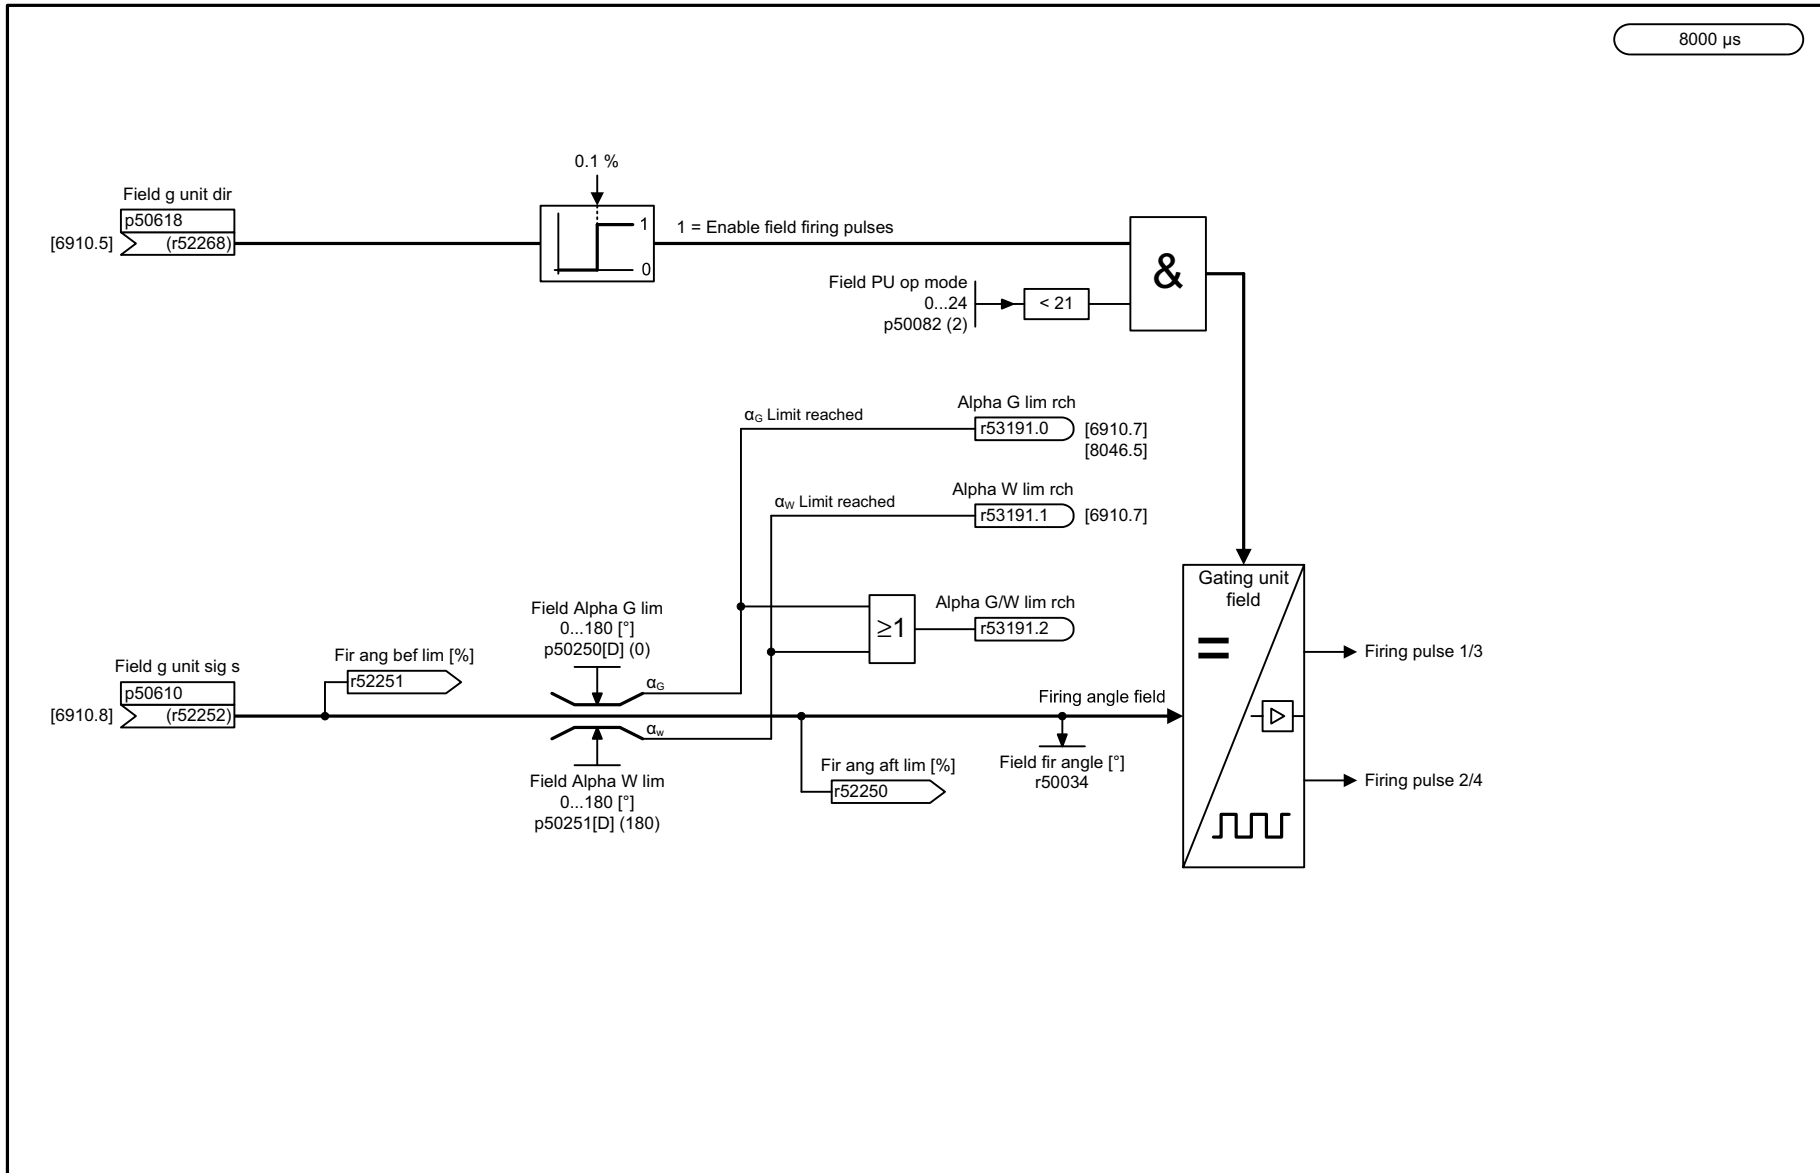 8000 µs
0.1 %
Field g unit dir
p50618
[6910.5]
(r52268)
1
0
1 = Enable field firing pulses
&
Field PU op mode
0...24
p50082 (2)
< 21
Alpha G lim rch
αG Limit reached
r53191.0
[6910.7]
[8046.5]
Alpha W lim rch
αW Limit reached
r53191.1
[6910.7]
Gating unit
field
Field Alpha G lim
0...180 [°]
p50250[D] (0)
≥1
Alpha G/W lim rch
r53191.2
=
Firing pulse 1/3
Fir ang bef lim [%]
r52251
Field g unit sig s
p50610
[6910.8]
(r52252)
αG
αw
Firing angle field
Field Alpha W lim
0...180 [°]
p50251[D] (180)
Fir ang aft lim [%]
r52250
Field fir angle [°]
r50034
Firing pulse 2/4